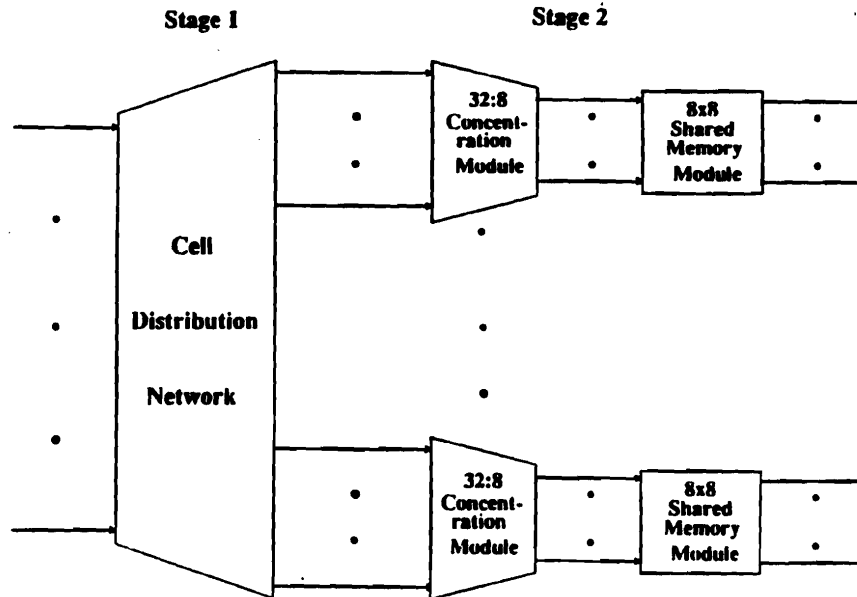 Stage 1
Stage 2
Cell
Distribution
Network
32:8
Concent-
ration
Module
8x8
Shared
Memory
Module
32:8
Concent-
ration
Module
8x8
Shared
Memory
Module